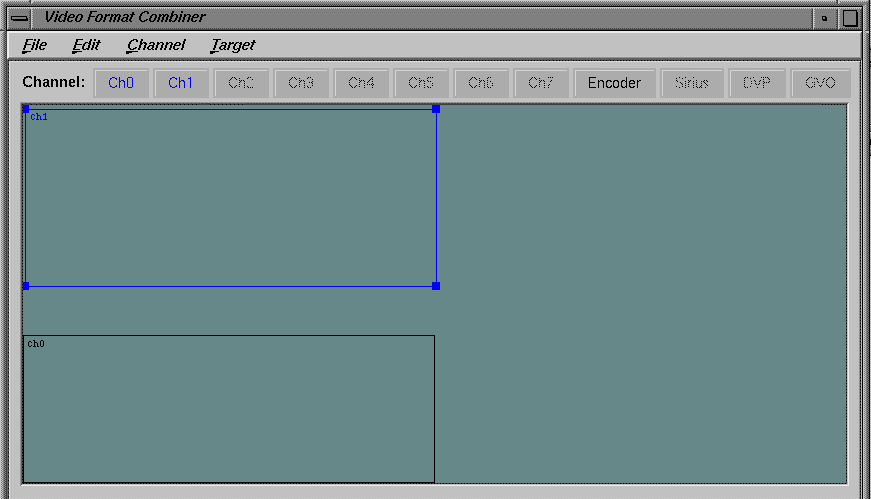 Video Format Combiner
File Edit Channel Target
Channel: Ch0 Ch1 Ch2 Ch3 Ch4 Ch5 Ch6 Ch7 Encoder Sirius DVP GVO
Ch1
Ch0